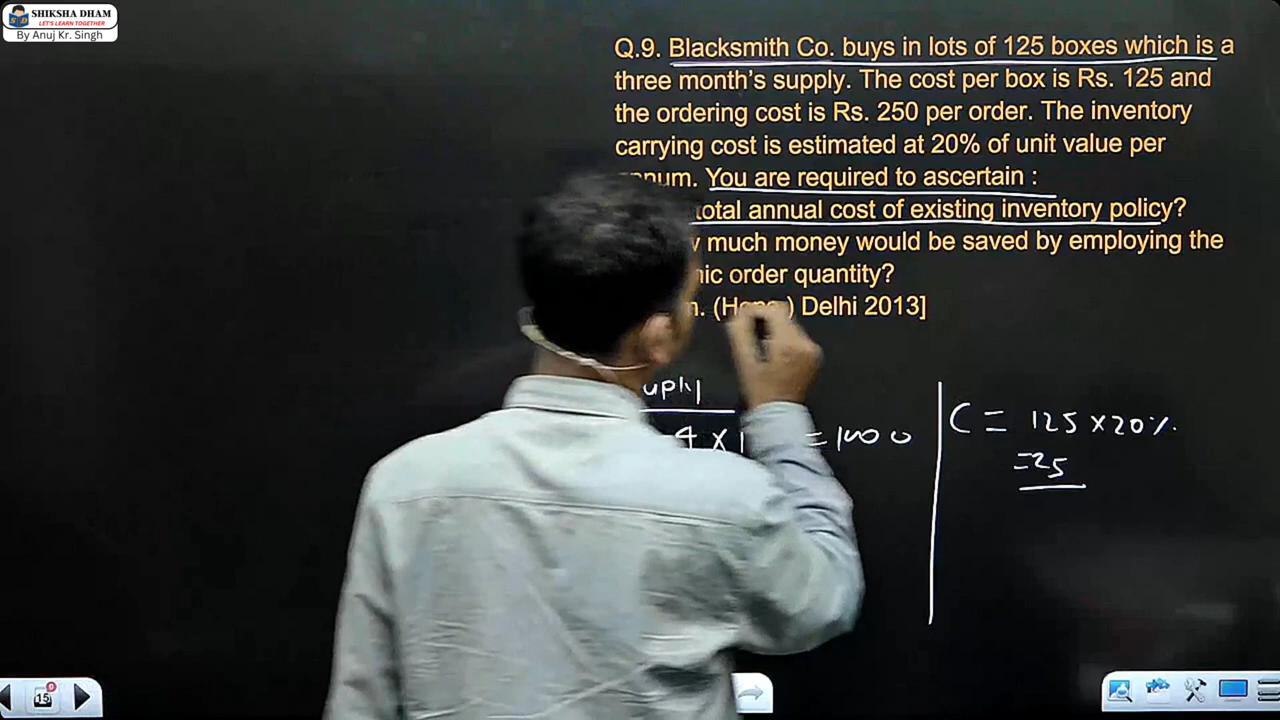 SHIKSHA DHAM
LET'S LEARN TOGETHER
By Anuj Kr. Singh
Q.9. Blacksmith Co. buys in lots of 125 boxes which is a
three month's supply. The cost per box is Rs. 125 and
the ordering cost is Rs. 250 per order. The inventory
carrying cost is estimated at 20% of unit value per
You are required to ascertain :
total annual cost of existing inventory policy?
much money would be saved by employing the
order quantity?
Delhi 2013]
4 ×
C = 125 × 20%
=25
15